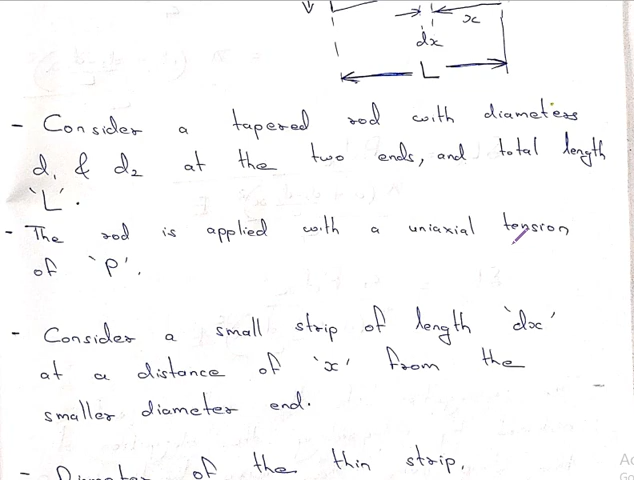 x
dx
L
- Consider a tapered rod with diameters
d1 & d2 at the two ends, and total length
'L'.
- The rod is applied with a uniaxial tension
of 'P'.
- Consider a small strip of length 'dx'
at a distance of 'x' from the
smaller diameter end.
- Diameter of the thin strip,